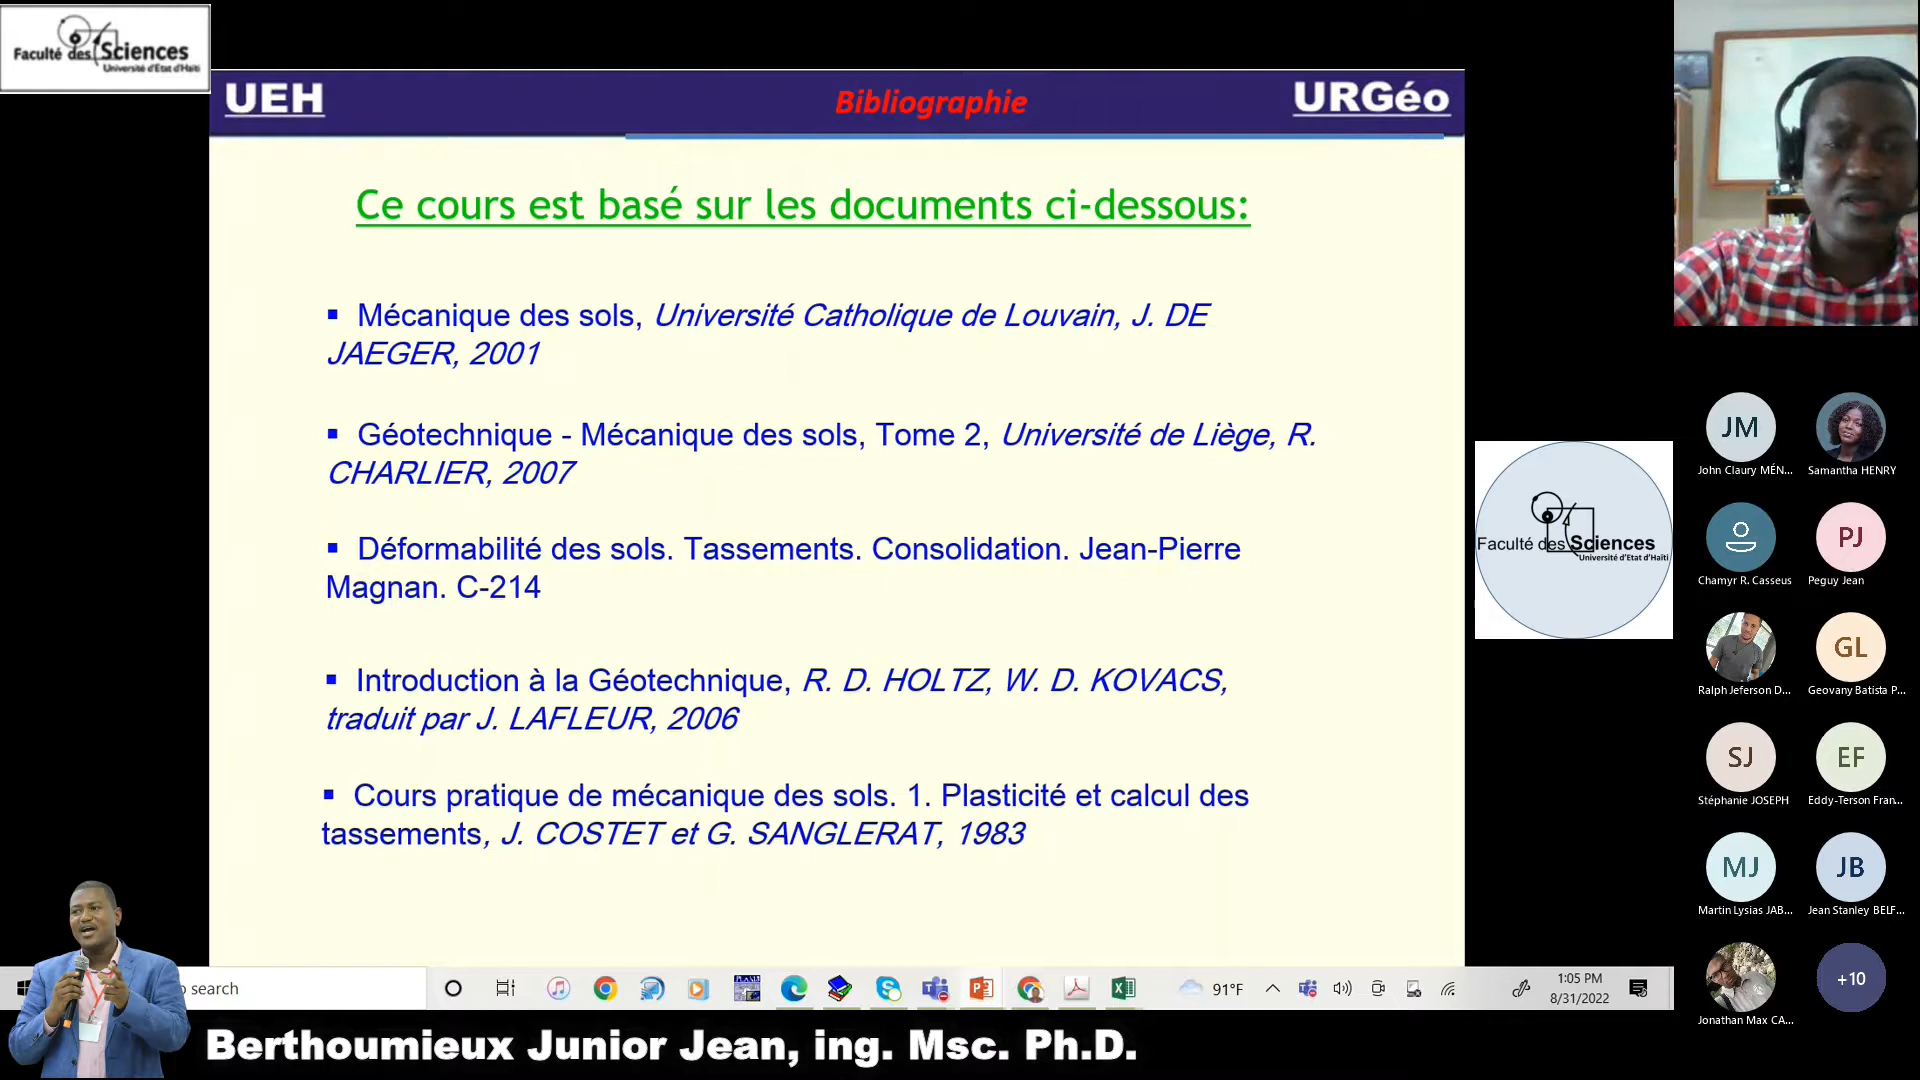 Faculté des Sciences
Université d'Etat d'Haïti
UEH
Bibliographie
URGéo
Ce cours est basé sur les documents ci-dessous:
▪ Mécanique des sols, Université Catholique de Louvain, J. DE
JAEGER, 2001
▪ Géotechnique - Mécanique des sols, Tome 2, Université de Liège, R.
CHARLIER, 2007
▪ Déformabilité des sols. Tassements. Consolidation. Jean-Pierre
Magnan. C-214
▪ Introduction à la Géotechnique, R. D. HOLTZ, W. D. KOVACS,
traduit par J. LAFLEUR, 2006
▪ Cours pratique de mécanique des sols. 1. Plasticité et calcul des
tassements, J. COSTET et G. SANGLERAT, 1983
Faculté des Sciences
Université d'Etat d'Haïti
JM
John Claury MÉN...
Samantha HENRY
Chamyr R. Casseus
PJ
Peguy Jean
Ralph Jeferson D...
GL
Geovany Batista P...
SJ
Stéphanie JOSEPH
EF
Eddy-Terson Fran...
MJ
Martin Lysias JAB...
JB
Jean Stanley BELF...
Jonathan Max CA...
+10
search
91°F
1:05 PM
8/31/2022
Berthoumieux Junior Jean, ing. Msc. Ph.D.